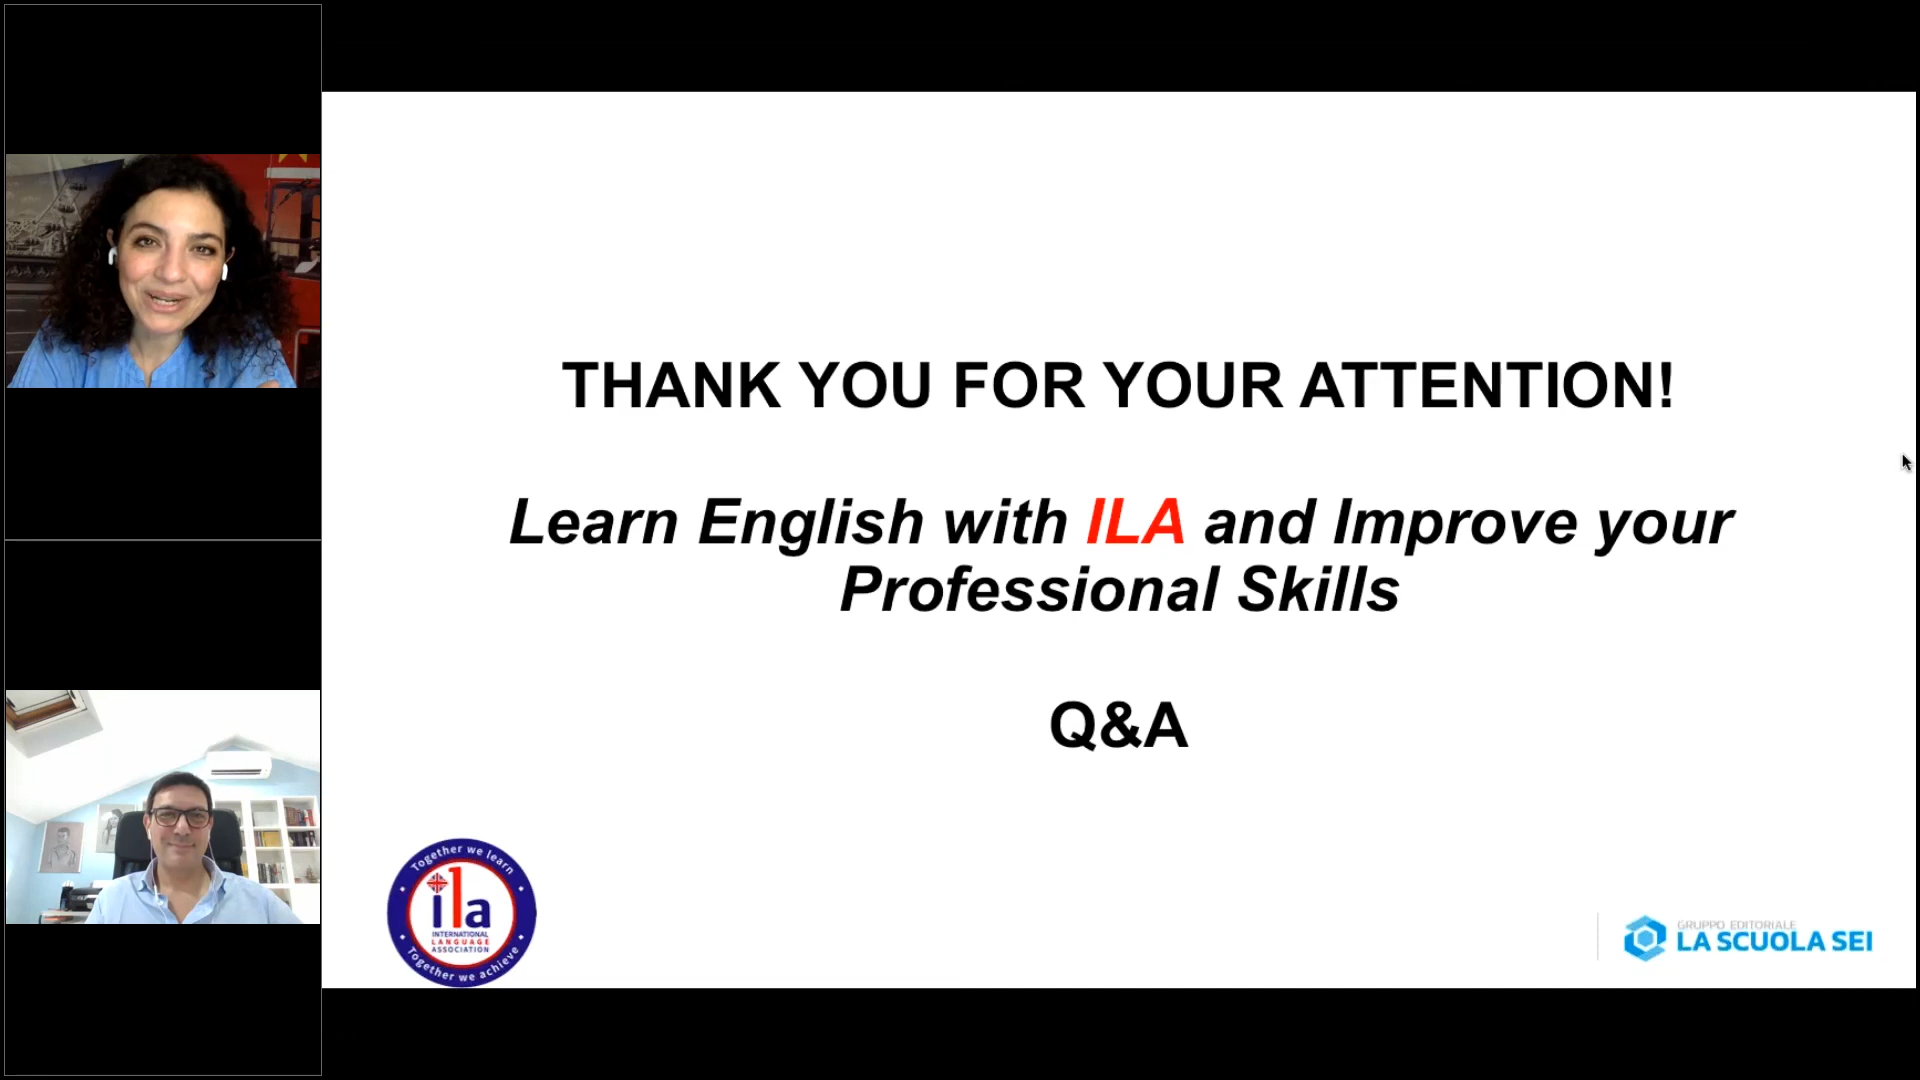 THANK YOU FOR YOUR ATTENTION!
Learn English with ILA and Improve your
Professional Skills
Q&A
Together we learn
ila
INTERNATIONAL
LANGUAGE
ASSOCIATION
Together we achieve
GRUPPO EDITORIALE
LA SCUOLA SEI